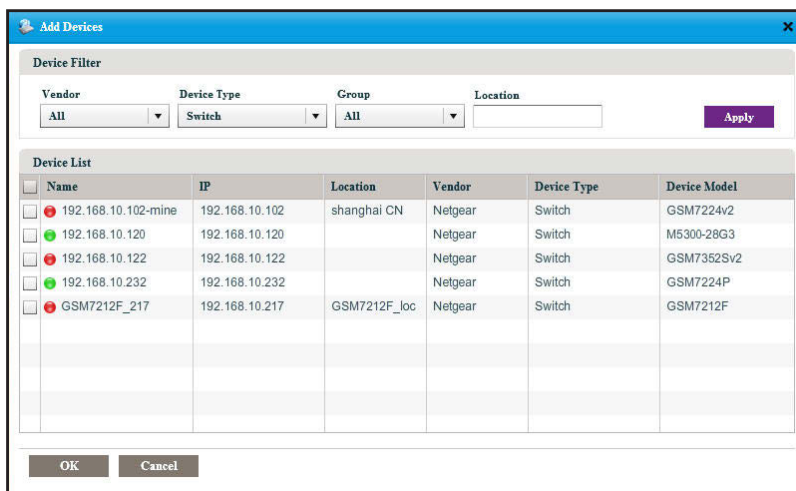 Add Devices
Device Filter
Vendor Device Type Group Location
All Switch All Apply
Device List
Name IP Location Vendor Device Type Device Model
192.168.10.102-mine 192.168.10.102 shanghai CN Netgear Switch GSM7224v2
192.168.10.120 192.168.10.120 Netgear Switch M5300-28G3
192.168.10.122 192.168.10.122 Netgear Switch GSM7352Sv2
192.168.10.232 192.168.10.232 Netgear Switch GSM7224P
GSM7212F_217 192.168.10.217 GSM7212F_loc Netgear Switch GSM7212F
OK Cancel